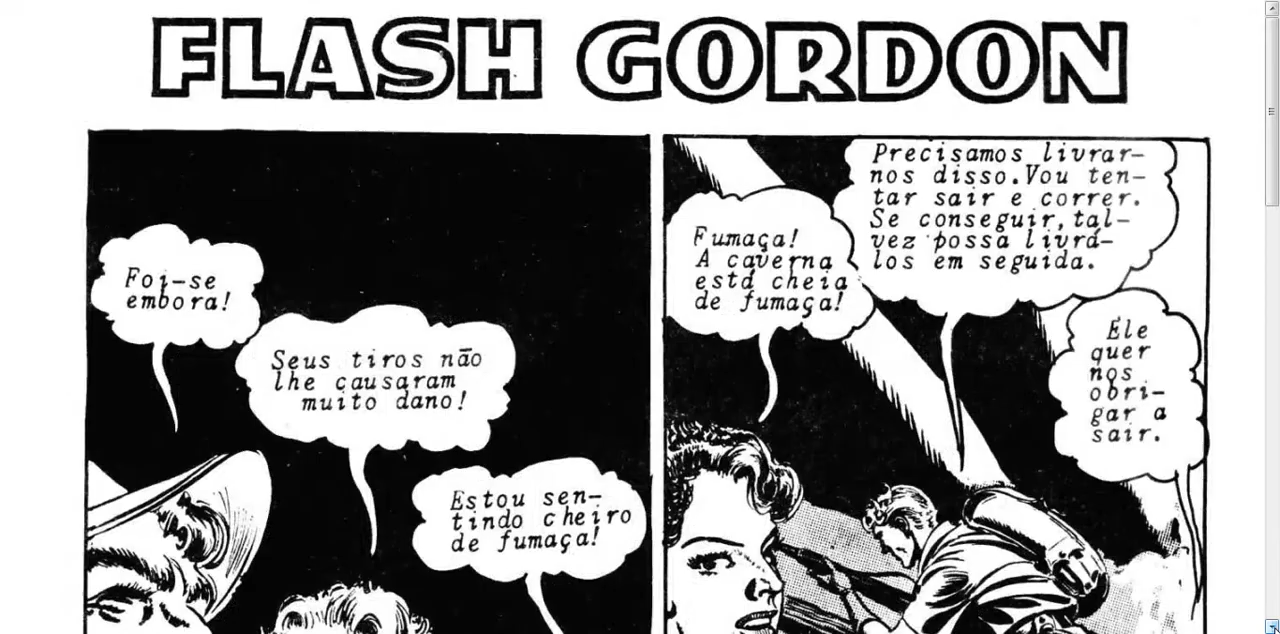 FLASH GORDON
Foi-se
embora!
Seus tiros não
lhe causaram
muito dano!
Estou sen-
tindo cheiro
de fumaça!
Fumaça!
A caverna
está cheia
de fumaça!
Precisamos livrar-
nos disso.Vou ten-
tar sair e correr.
Se conseguir,tal-
vez possa livrá-
los em seguida.
Ele
quer
nos
obri-
gar a
sair.